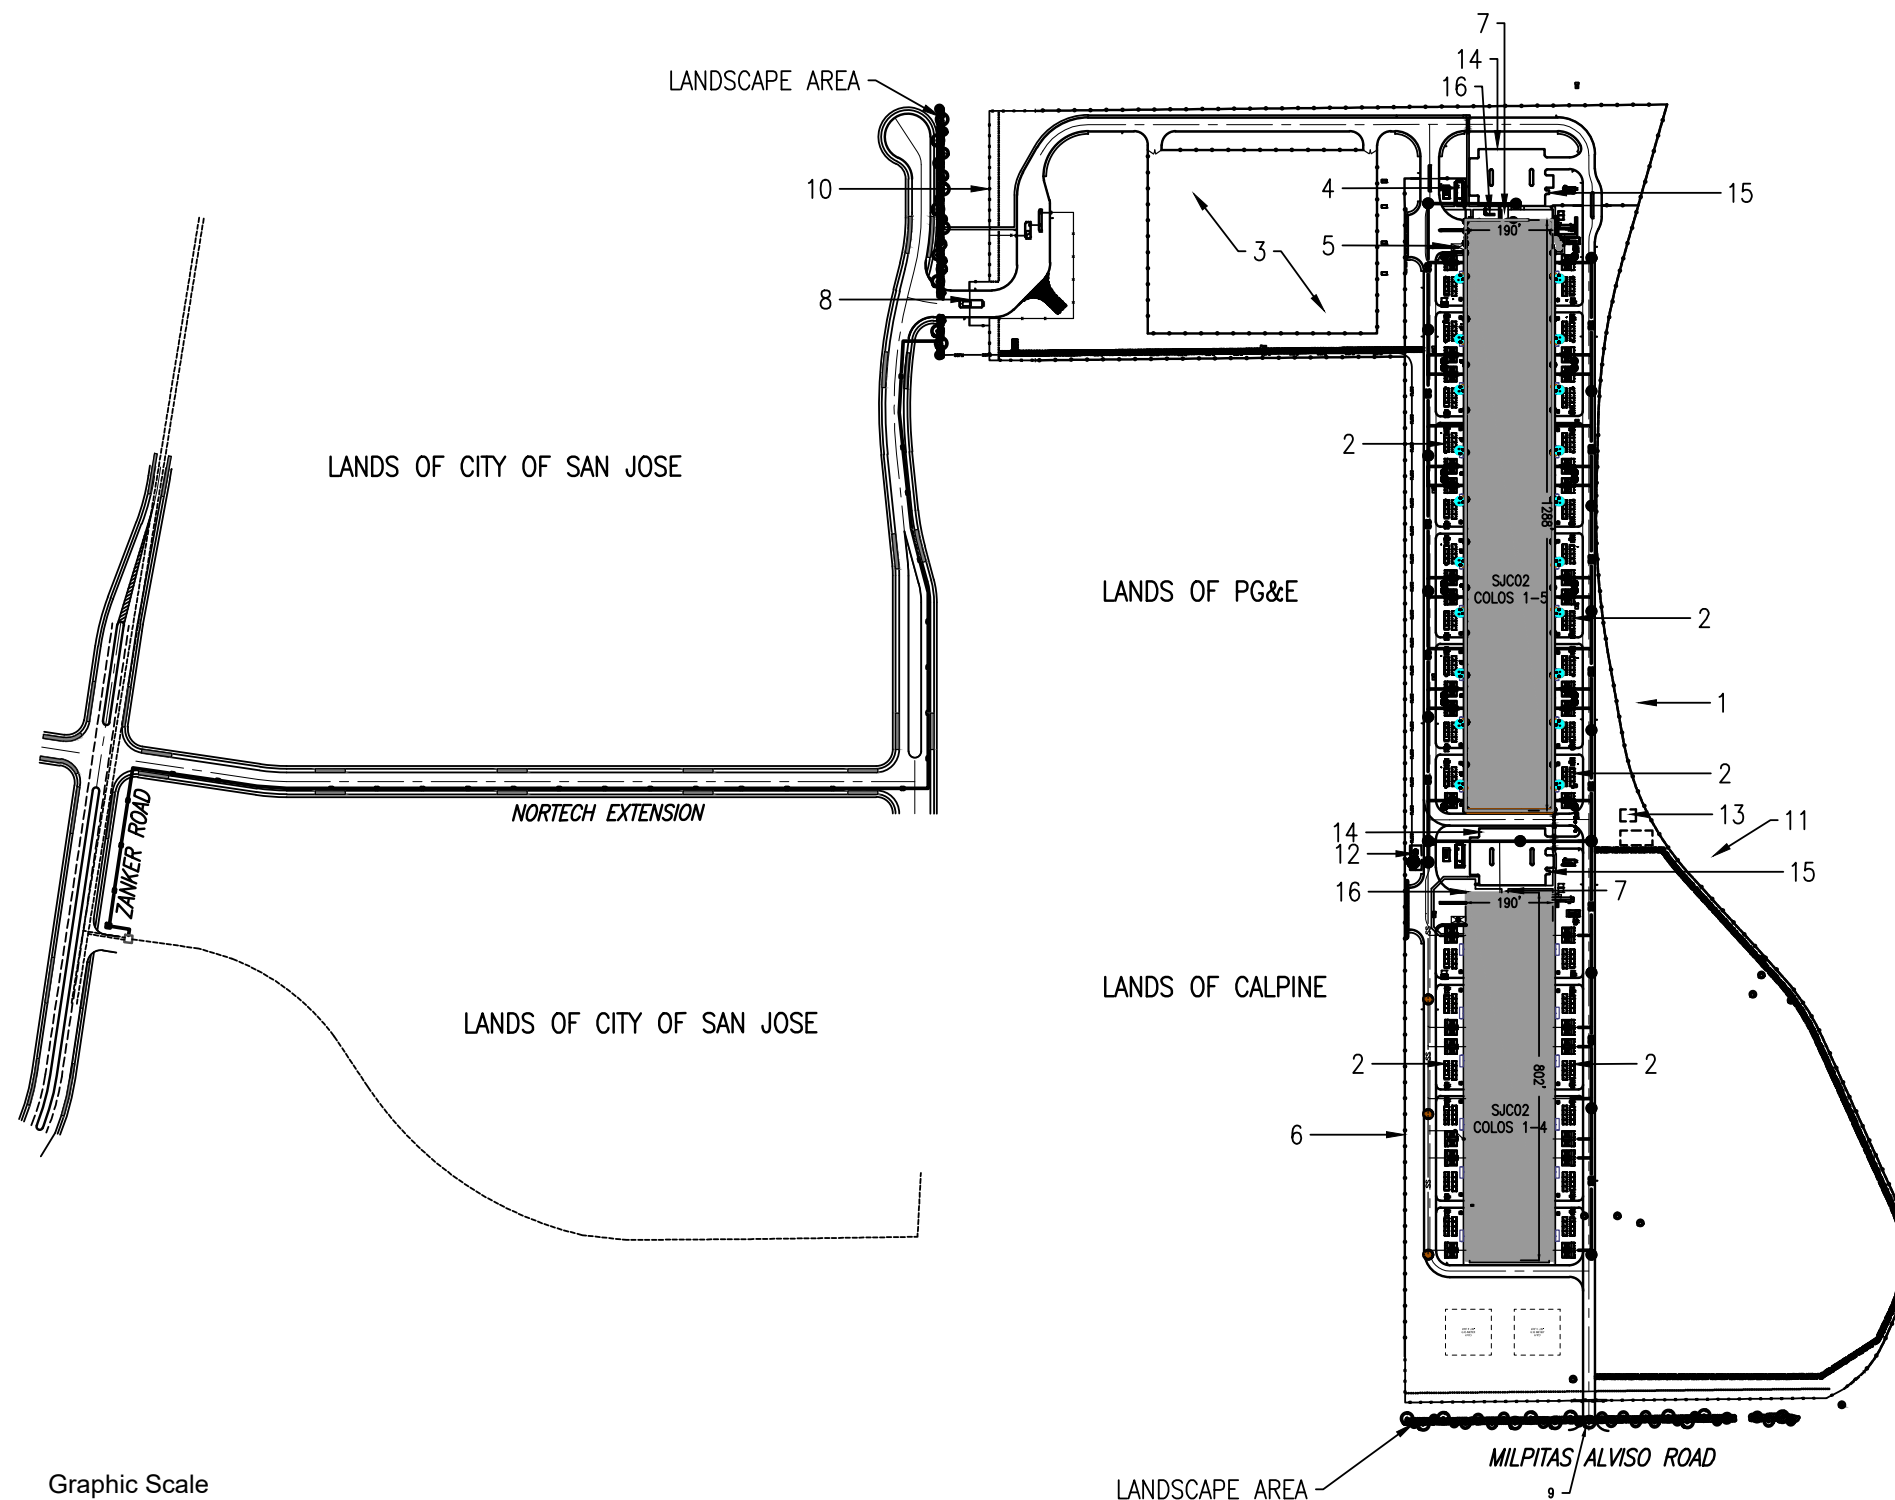 7
14
16
LANDSCAPE AREA
10
4
15
190'
5
3
8
2
LANDS OF CITY OF SAN JOSE
1288'
LANDS OF PG&E
SJC02
COLOS 1-5
2
1
2
NORTECH EXTENSION
ZANKER ROAD
13
11
14
12
15
16
7
190'
LANDS OF CALPINE
LANDS OF CITY OF SAN JOSE
SS
SS
SS
2
2
802'
SJC02
COLOS 1-4
6
MILPITAS ALVISO ROAD
LANDSCAPE AREA
9
Graphic Scale